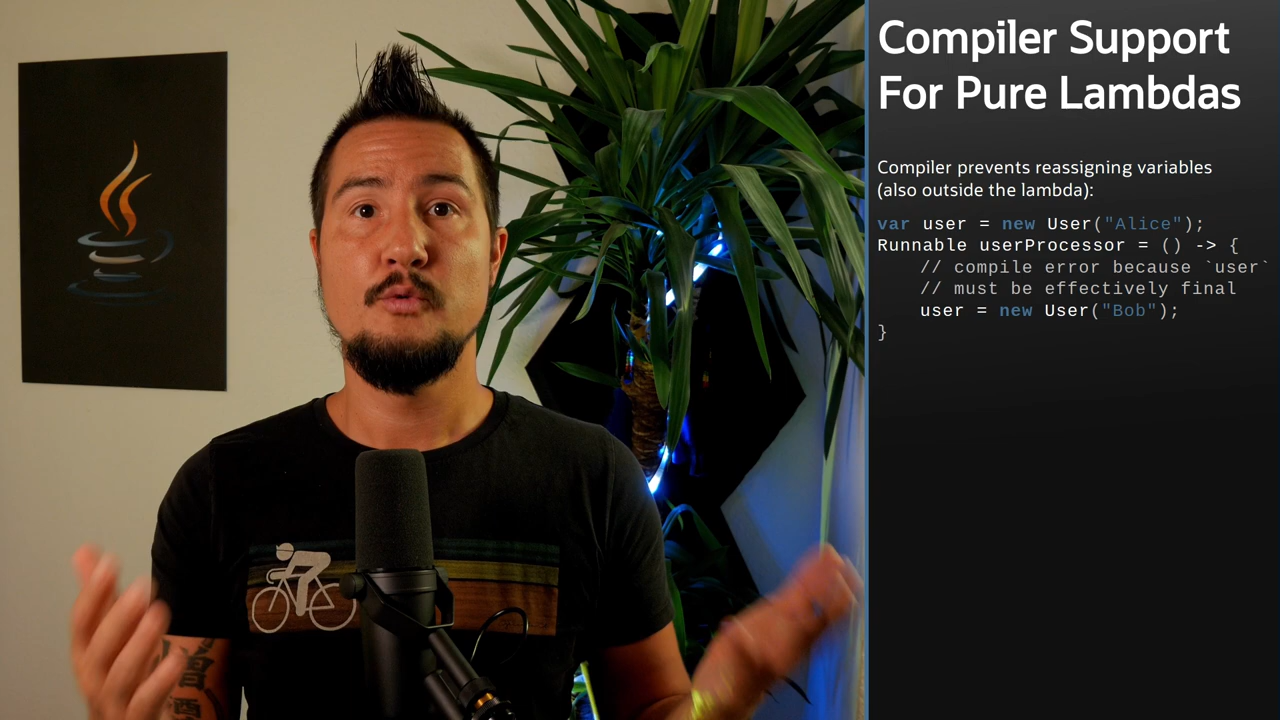 Compiler Support
For Pure Lambdas
Compiler prevents reassigning variables
(also outside the lambda):
var user = new User("Alice");
Runnable userProcessor = () -> {
// compile error because `user`
// must be effectively final
user = new User("Bob");
}